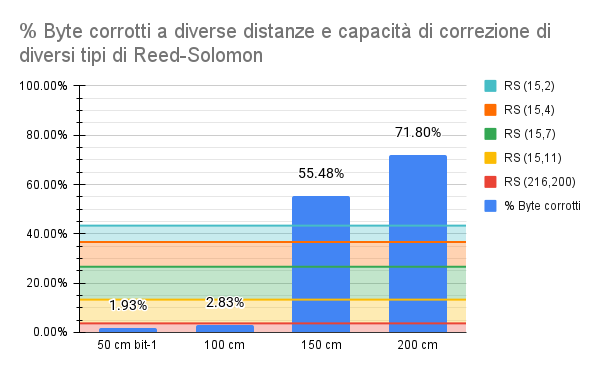 % Byte corrotti a diverse distanze e capacità di correzione di
diversi tipi di Reed-Solomon
100.00%
80.00%
60.00%
40.00%
20.00%
0.00%
1.93%
2.83%
55.48%
71.80%
50 cm bit-1
100 cm
150 cm
200 cm
RS (15,2)
RS (15,4)
RS (15,7)
RS (15,11)
RS (216,200)
% Byte corrotti